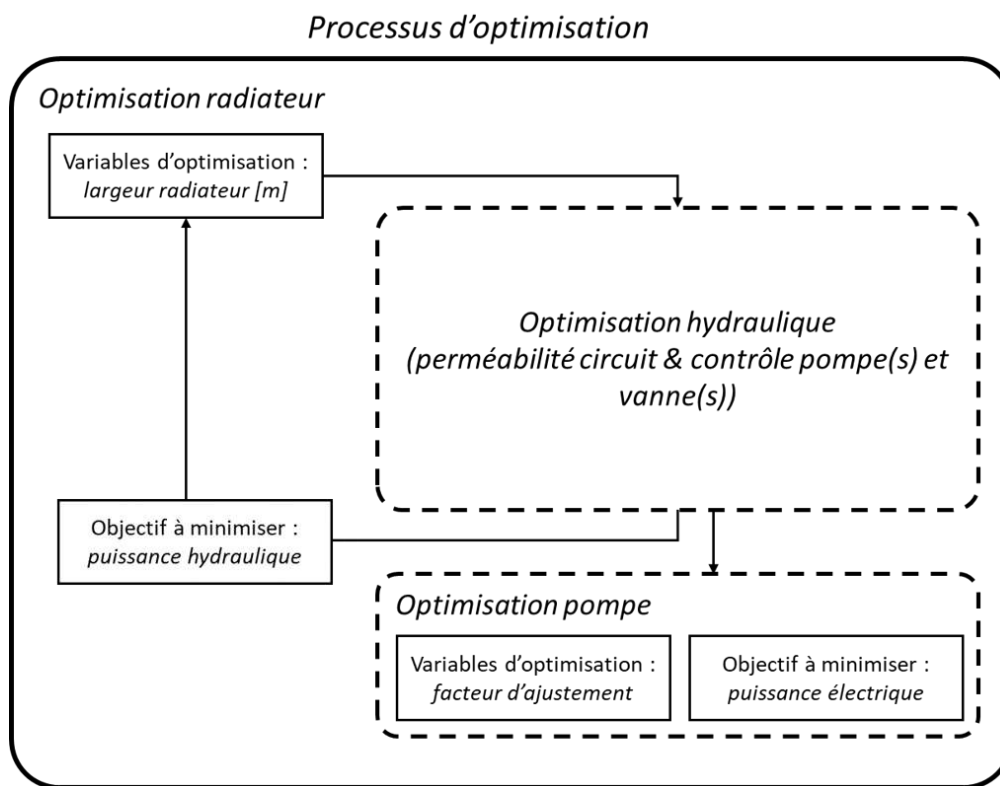 Processus d'optimisation
Optimisation radiateur
Variables d'optimisation :
largeur radiateur [m]
Optimisation hydraulique
(perméabilité circuit & contrôle pompe(s) et
vanne(s))
Objectif à minimiser :
puissance hydraulique
Optimisation pompe
Variables d'optimisation :
facteur d'ajustement
Objectif à minimiser :
puissance électrique